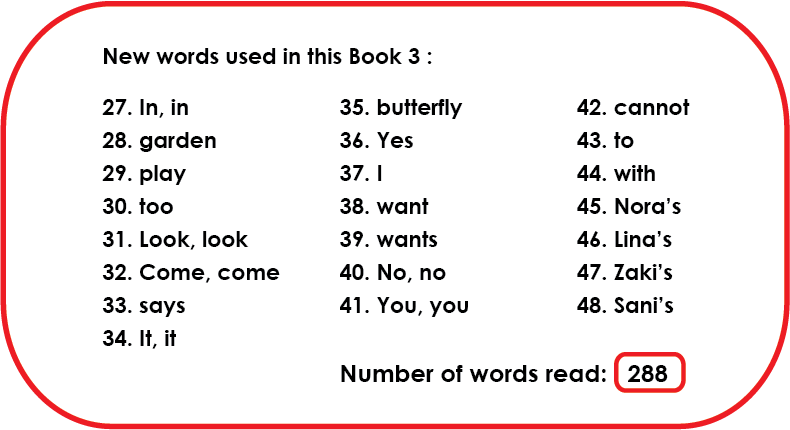 New words used in this Book 3 :
27. In, in
28. garden
29. play
30. too
31. Look, look
32. Come, come
33. says
34. It, it
35. butterfly
36. Yes
37. I
38. want
39. wants
40. No, no
41. You, you
42. cannot
43. to
44. with
45. Nora’s
46. Lina’s
47. Zaki’s
48. Sani’s
Number of words read: 288